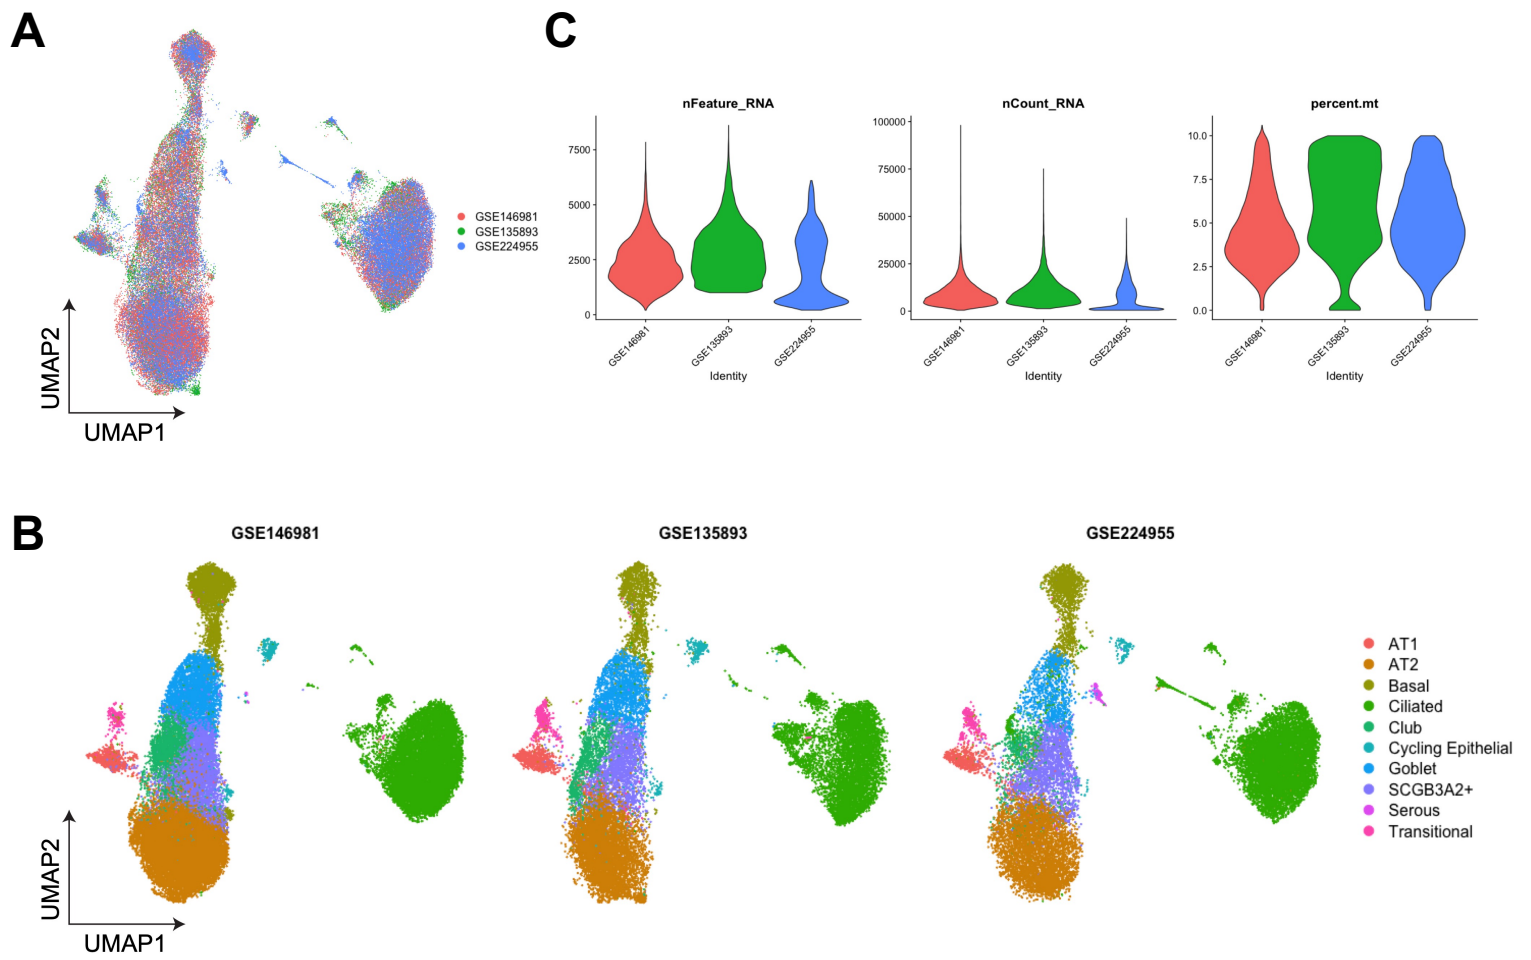 A
GSE146981
GSE135893
GSE224955
UMAP2
UMAP1
C
nFeature_RNA
7500
5000
2500
0
GSE146981
GSE135893
GSE224955
Identity
nCount_RNA
100000
75000
50000
25000
0
GSE146981
GSE135893
GSE224955
Identity
percent.mt
10.0
7.5
5.0
2.5
0.0
GSE146981
GSE135893
GSE224955
Identity
B
GSE146981
GSE135893
GSE224955
UMAP2
UMAP1
AT1
AT2
Basal
Ciliated
Club
Cycling Epithelial
Goblet
SCGB3A2+
Serous
Transitional